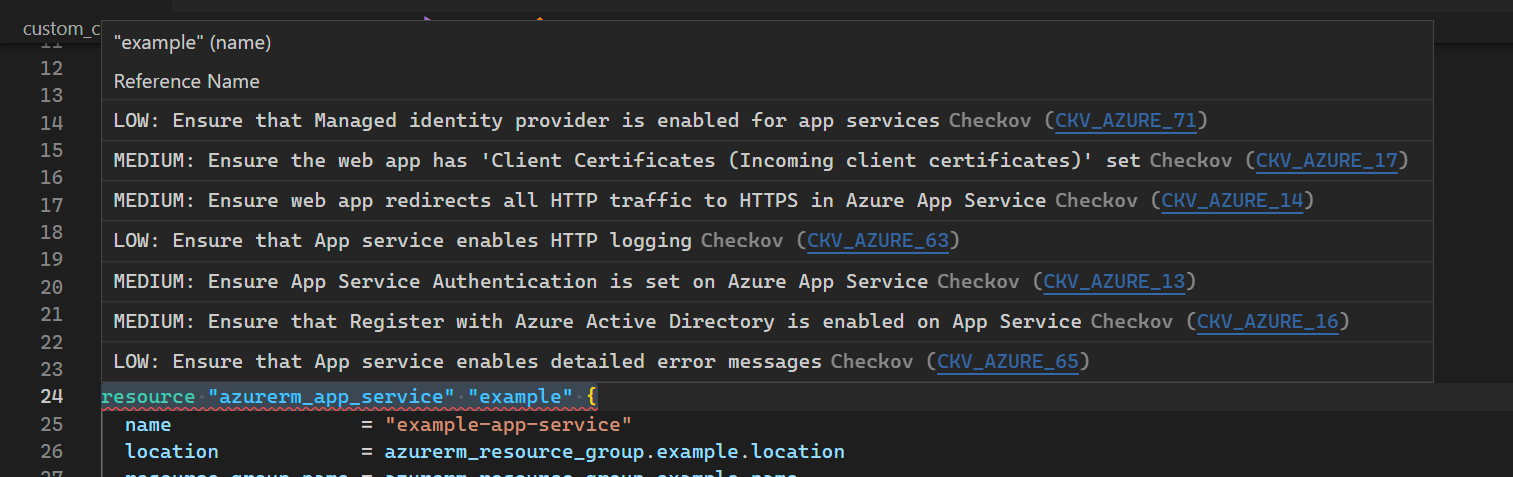 custom_c
"example" (name)
11
Reference Name
12
13
LOW: Ensure that Managed identity provider is enabled for app services Checkov (CKV_AZURE_71)
14
MEDIUM: Ensure the web app has 'Client Certificates (Incoming client certificates)' set Checkov (CKV_AZURE_17)
15
16
MEDIUM: Ensure web app redirects all HTTP traffic to HTTPS in Azure App Service Checkov (CKV_AZURE_14)
17
18
LOW: Ensure that App service enables HTTP logging Checkov (CKV_AZURE_63)
19
20
MEDIUM: Ensure App Service Authentication is set on Azure App Service Checkov (CKV_AZURE_13)
21
MEDIUM: Ensure that Register with Azure Active Directory is enabled on App Service Checkov (CKV_AZURE_16)
22
23
LOW: Ensure that App service enables detailed error messages Checkov (CKV_AZURE_65)
24 resource "azurerm_app_service" "example" {
25 name = "example-app-service"
26 location = azurerm_resource_group.example.location
27 resource_group_name = azurerm_resource_group.example.name